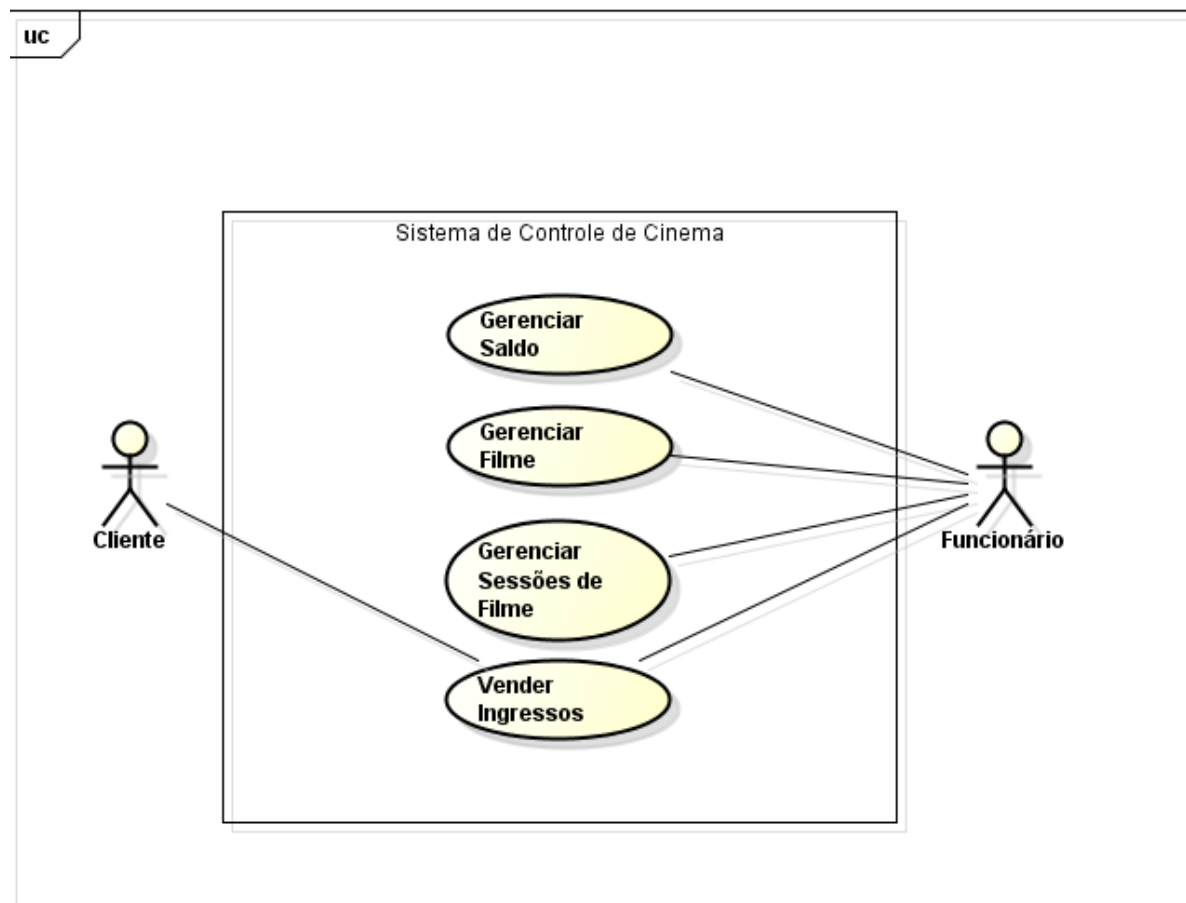 uc
Sistema de Controle de Cinema
Gerenciar
Saldo
Gerenciar
Filme
Gerenciar
Sessões de
Filme
Vender
Ingressos
Cliente
Funcionário